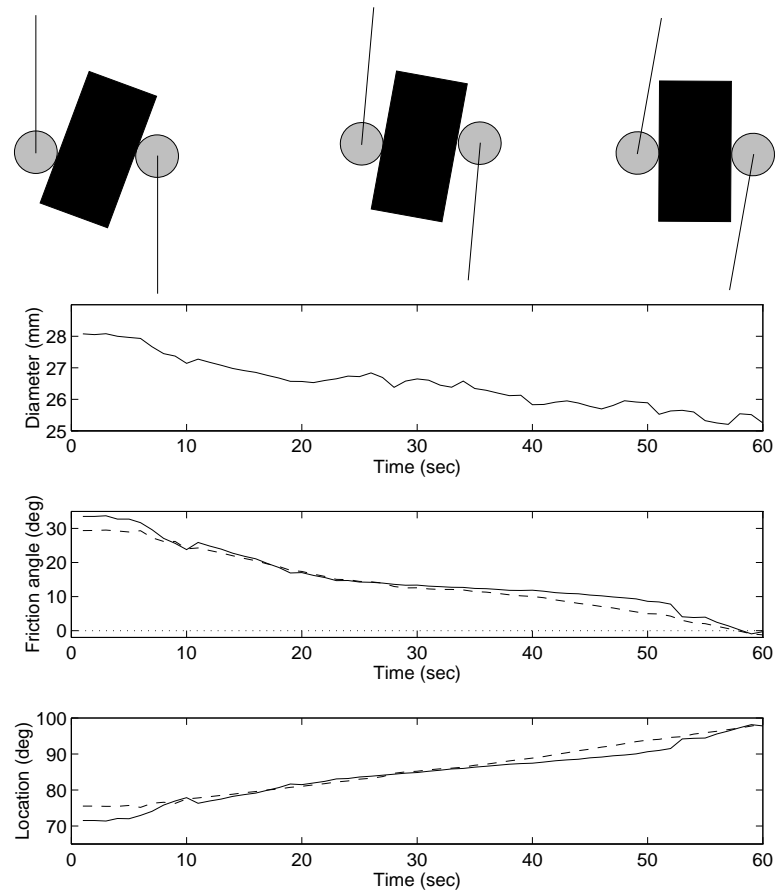 28
27
26
25
Diameter (mm)
0 10 20 30 40 50 60
Time (sec)
30
20
10
0
Friction angle (deg)
0 10 20 30 40 50 60
Time (sec)
100
90
80
70
Location (deg)
0 10 20 30 40 50 60
Time (sec)